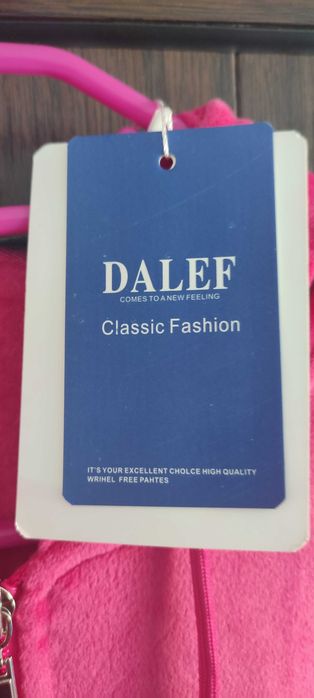 DALEF
COMES TO A NEW FEELING
Classic Fashion
IT'S YOUR EXCELLENT CHOLCE HIGH QUALITY
WRIHEL FREE PAHTES